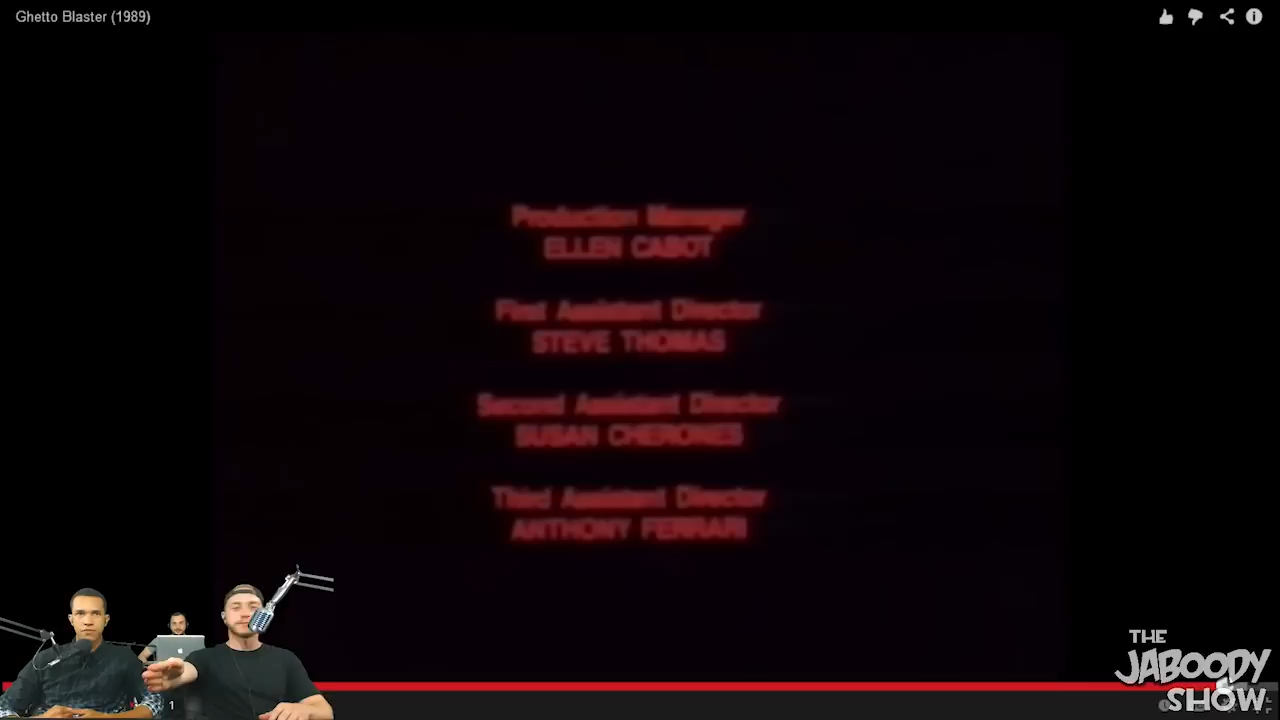 Ghetto Blaster (1989)
Production Manager
ELLEN CABOT
First Assistant Director
STEVE THOMAS
Second Assistant Director
SUSAN CHERONES
Third Assistant Director
ANTHONY FERRARI
1
THE
JABOODY
SHOW